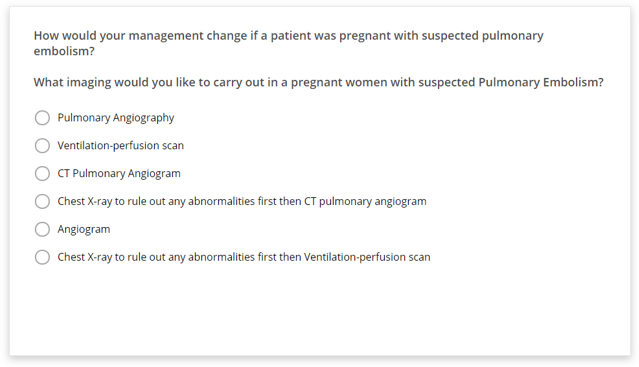 How would your management change if a patient was pregnant with suspected pulmonary
embolism?
What imaging would you like to carry out in a pregnant women with suspected Pulmonary Embolism?
Pulmonary Angiography
Ventilation-perfusion scan
CT Pulmonary Angiogram
Chest X-ray to rule out any abnormalities first then CT pulmonary angiogram
Angiogram
Chest X-ray to rule out any abnormalities first then Ventilation-perfusion scan